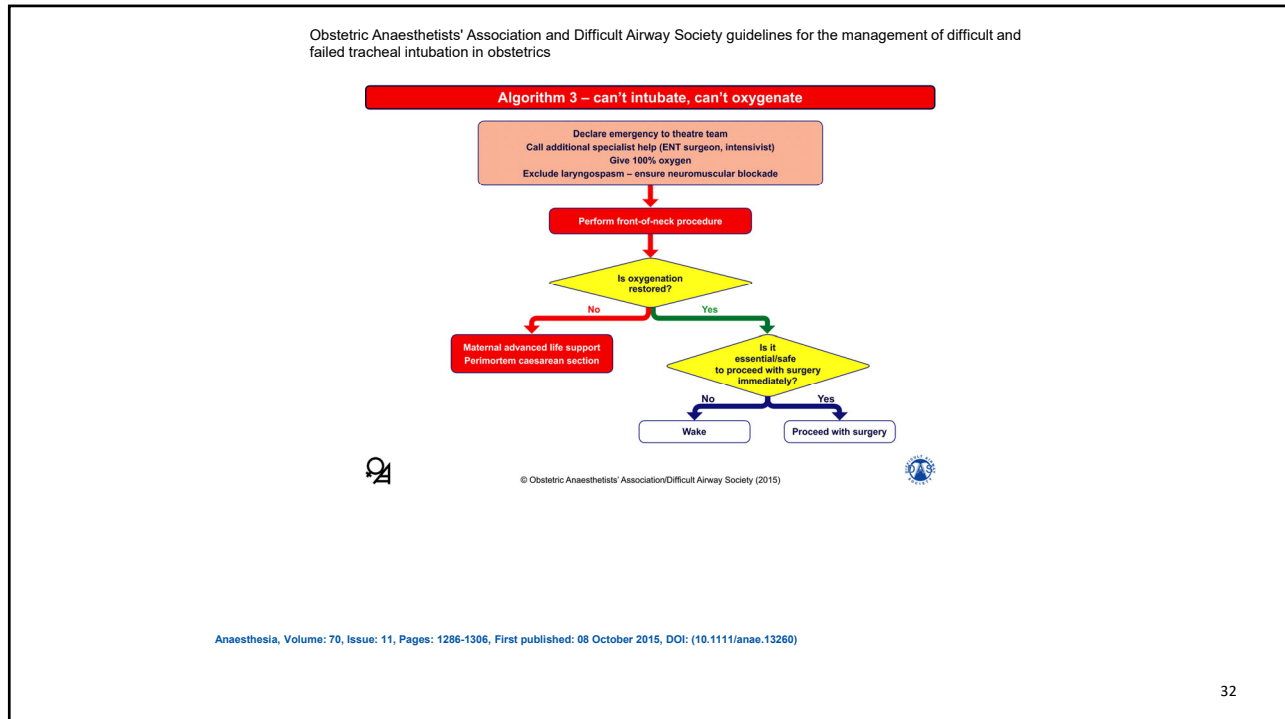 Obstetric Anaesthetists' Association and Difficult Airway Society guidelines for the management of difficult and
failed tracheal intubation in obstetrics
Algorithm 3 – can't intubate, can't oxygenate
Declare emergency to theatre team
Call additional specialist help (ENT surgeon, intensivist)
Give 100% oxygen
Exclude laryngospasm – ensure neuromuscular blockade
Perform front-of-neck procedure
Is oxygenation
restored?
No
Yes
Maternal advanced life support
Perimortem caesarean section
Is it
essential/safe
to proceed with surgery
immediately?
No
Yes
Wake
Proceed with surgery
© Obstetric Anaesthetists' Association/Difficult Airway Society (2015)
DIFFICULT AIRWAY
SOCIETY
Anaesthesia, Volume: 70, Issue: 11, Pages: 1286-1306, First published: 08 October 2015, DOI: (10.1111/anae.13260)
32